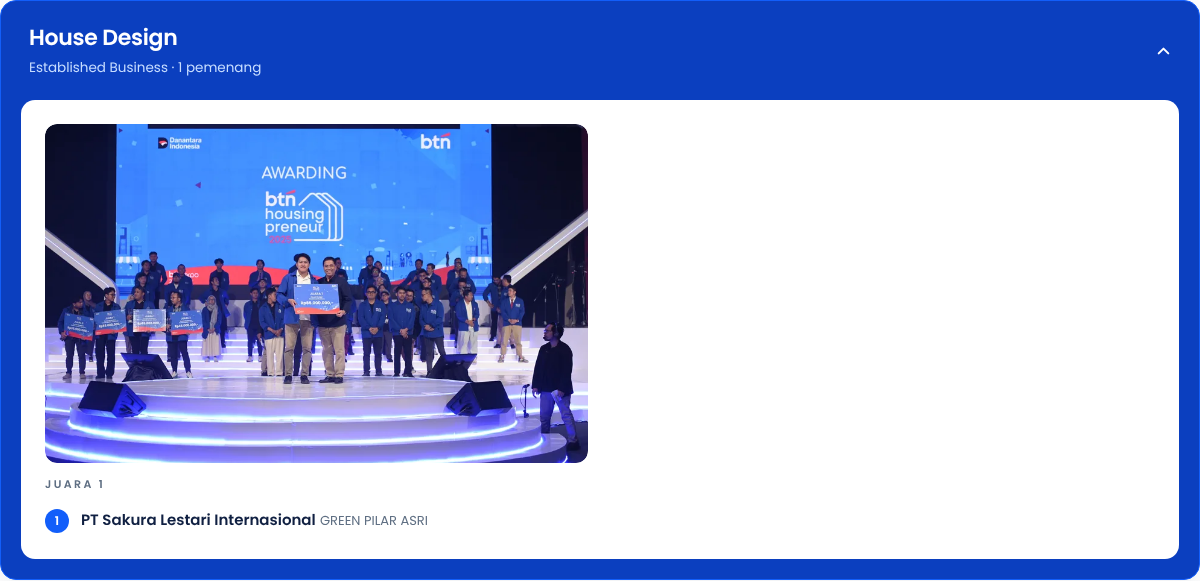 House Design
Established Business · 1 pemenang
Danantara
Indonesia
btn
AWARDING
btn
housing
preneur
2025
JUARA 1
1
PT Sakura Lestari Internasional GREEN PILAR ASRI